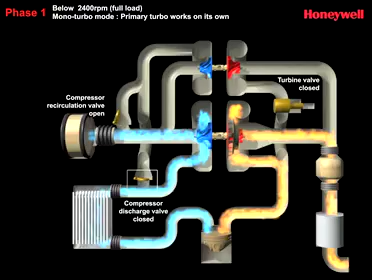 Phase 1
Below 2400rpm (full load)
Mono-turbo mode : Primary turbo works on its own
Honeywell
Turbine valve
closed
Compressor
recirculation valve
open
Compressor
discharge valve
closed